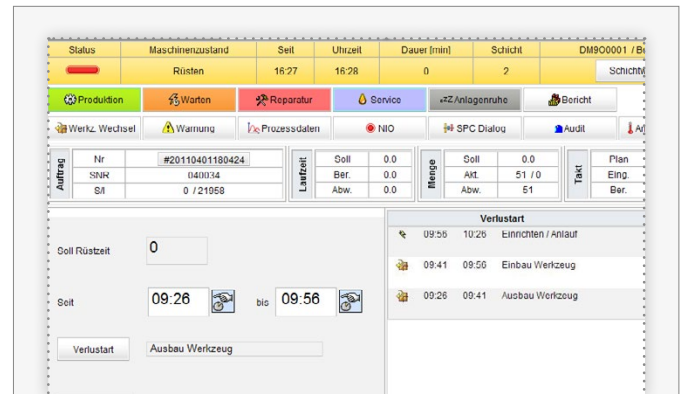 Status Maschinenzustand Seit Uhrzeit Dauer [min] Schicht DM900001 / B
Rüsten 16:27 16:28 0 2 Schicht
Produktion Warten Reparatur Service Anlagenruhe Bericht
Werkz. Wechsel Warnung Prozessdaten NIO SPC Dialog Audit
Auftrag Nr #20110401180424 Laufzeit Soll 0.0 Menge Soll 0.0 Takt Plan
SNR 040034 Ber. 0.0 Akt. 51 / 0 Eing.
S/I 0 / 21958 Abw. 0.0 Abw. 51 Ber.
Verlustart
09:56 10:26 Einrichten / Anlauf
Soll Rüstzeit 0
09:41 09:56 Einbau Werkzeug
Seit 09:26 bis 09:56
09:26 09:41 Ausbau Werkzeug
Verlustart Ausbau Werkzeug